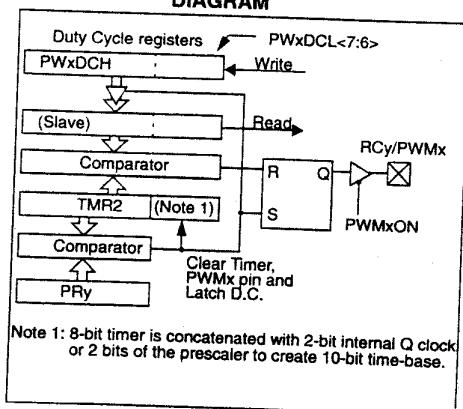 DIAGRAM
Duty Cycle registers
PWxDCL<7:6>
PWxDCH
Write
(Slave)
Read
Comparator
RCy/PWMx
R Q
TMR2 (Note 1)
S
PWMxON
Comparator
Clear Timer,
PWMx pin and
Latch D.C.
PRy
Note 1: 8-bit timer is concatenated with 2-bit internal Q clock
or 2 bits of the prescaler to create 10-bit time-base.